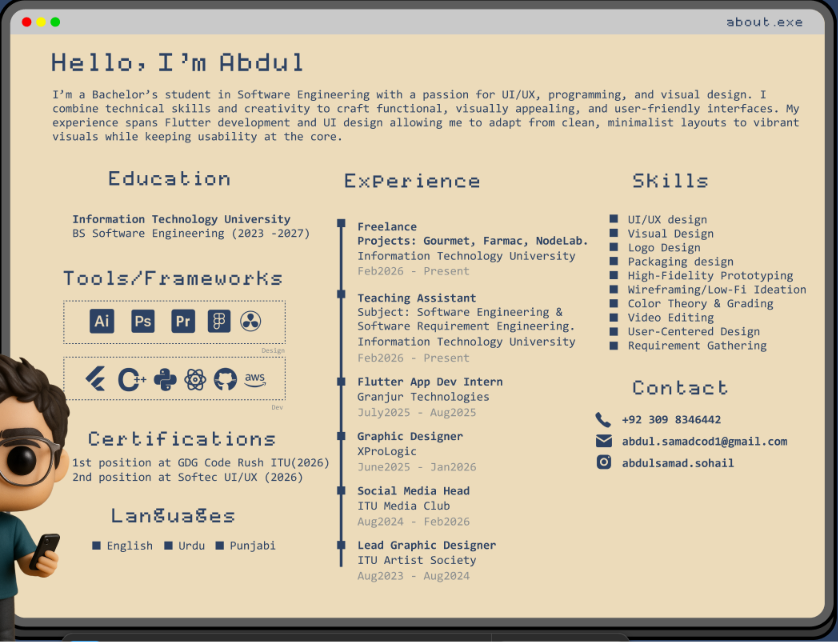 about.exe
Hello, I'm Abdul
I'm a Bachelor's student in Software Engineering with a passion for UI/UX, programming, and visual design. I
combine technical skills and creativity to craft functional, visually appealing, and user-friendly interfaces. My
experience spans Flutter development and UI design allowing me to adapt from clean, minimalist layouts to vibrant
visuals while keeping usability at the core.
Education
Information Technology University
BS Software Engineering (2023 -2027)
Tools/Frameworks
Ai Ps Pr
Design
C++ aws
Dev
Certifications
1st position at GDG Code Rush ITU(2026)
2nd position at Softec UI/UX (2026)
Languages
English Urdu Punjabi
Experience
Freelance
Projects: Gourmet, Farmac, NodeLab.
Information Technology University
Feb2026 - Present
Teaching Assistant
Subject: Software Engineering &
Software Requirement Engineering.
Information Technology University
Feb2026 - Present
Flutter App Dev Intern
Granjur Technologies
July2025 - Aug2025
Graphic Designer
XProLogic
June2025 - Jan2026
Social Media Head
ITU Media Club
Aug2024 - Feb2026
Lead Graphic Designer
ITU Artist Society
Aug2023 - Aug2024
Skills
UI/UX design
Visual Design
Logo Design
Packaging design
High-Fidelity Prototyping
Wireframing/Low-Fi Ideation
Color Theory & Grading
Video Editing
User-Centered Design
Requirement Gathering
Contact
+92 309 8346442
abdul.samadcod1@gmail.com
abdulsamad.sohail